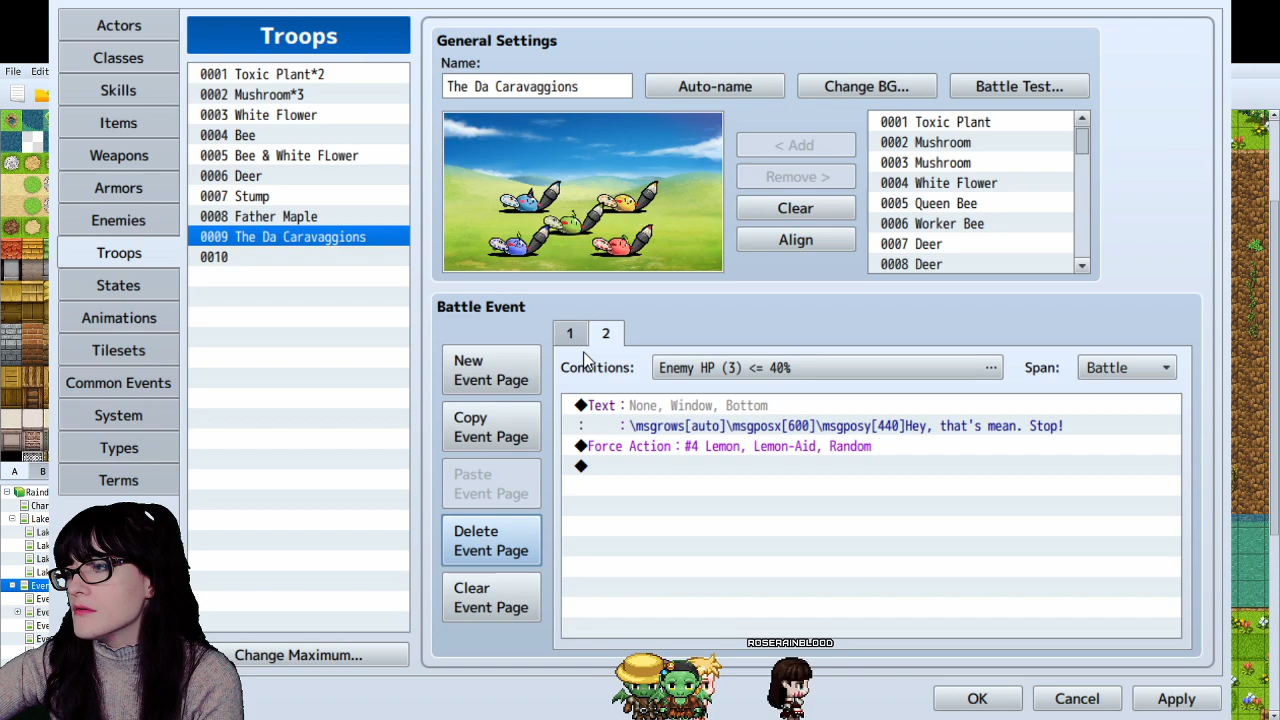 File Edit
Actors
Classes
Skills
Items
Weapons
Armors
Enemies
Troops
States
Animations
Tilesets
Common Events
System
Types
Terms
Troops
0001 Toxic Plant*2
0002 Mushroom*3
0003 White Flower
0004 Bee
0005 Bee & White Flower
0006 Deer
0007 Stump
0008 Father Maple
0009 The Da Caravaggions
0010
Change Maximum...
General Settings
Name:
The Da Caravaggions
Auto-name
Change BG...
Battle Test...
< Add
Remove >
Clear
Align
0001 Toxic Plant
0002 Mushroom
0003 Mushroom
0004 White Flower
0005 Queen Bee
0006 Worker Bee
0007 Deer
0008 Deer
Battle Event
1 2
New
Event Page
Copy
Event Page
Paste
Event Page
Delete
Event Page
Clear
Event Page
Conditions: Enemy HP (3) <= 40% ... Span: Battle
◆Text：None, Window, Bottom
: :\msgrows[auto]\msgposx[600]\msgposy[440]Hey, that's mean. Stop!
◆Force Action：#4 Lemon, Lemon-Aid, Random
◆
ROSERAINBLOOD
OK
Cancel
Apply
A B